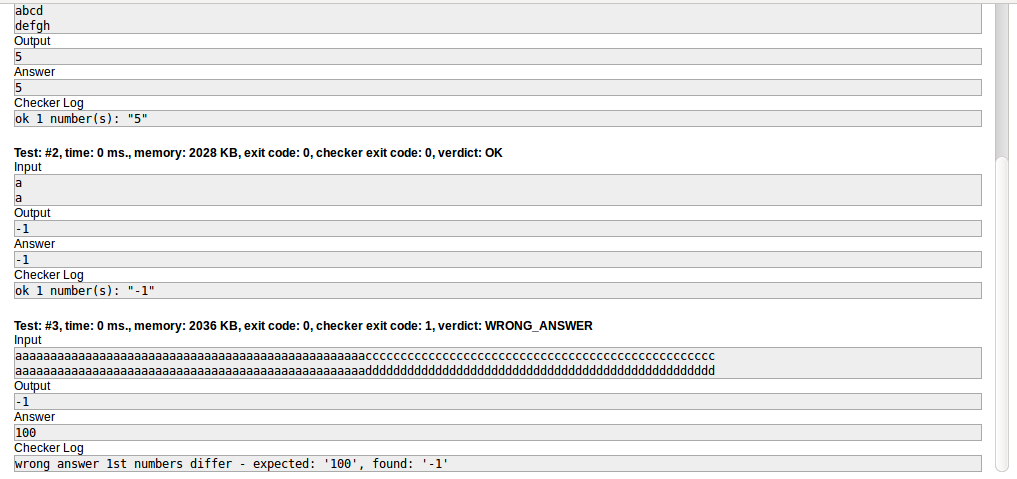 abcd
defgh
Output
5
Answer
5
Checker Log
ok 1 number(s): "5"
Test: #2, time: 0 ms., memory: 2028 KB, exit code: 0, checker exit code: 0, verdict: OK
Input
a
a
Output
-1
Answer
-1
Checker Log
ok 1 number(s): "-1"
Test: #3, time: 0 ms., memory: 2036 KB, exit code: 0, checker exit code: 1, verdict: WRONG_ANSWER
Input
aaaaaaaaaaaaaaaaaaaaaaaaaaaaaaaaaaaaaaaaaaaaaaaaaacccccccccccccccccccccccccccccccccccccccccccccccccc
aaaaaaaaaaaaaaaaaaaaaaaaaaaaaaaaaaaaaaaaaaaaaaaaaadddddddddddddddddddddddddddddddddddddddddddddddddd
Output
-1
Answer
100
Checker Log
wrong answer 1st numbers differ - expected: '100', found: '-1'